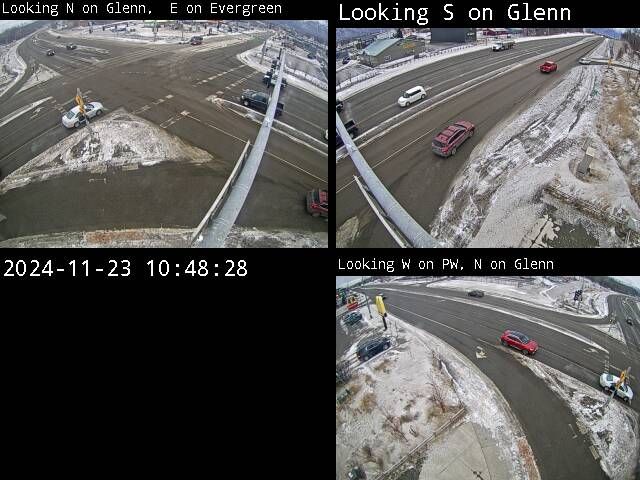 Looking N on Glenn, E on Evergreen
Looking S on Glenn
2024-11-23 10:48:28
Looking W on PW, N on Glenn